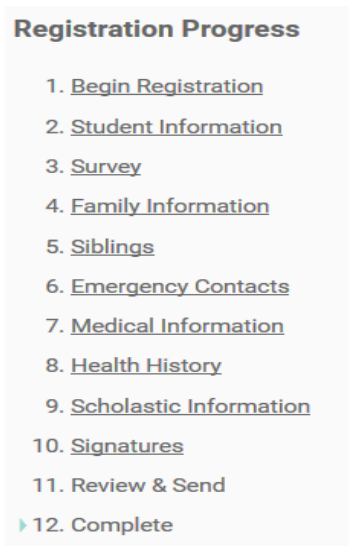 Registration Progress
1. Begin Registration
2. Student Information
3. Survey
4. Family Information
5. Siblings
6. Emergency Contacts
7. Medical Information
8. Health History
9. Scholastic Information
10. Signatures
11. Review & Send
12. Complete